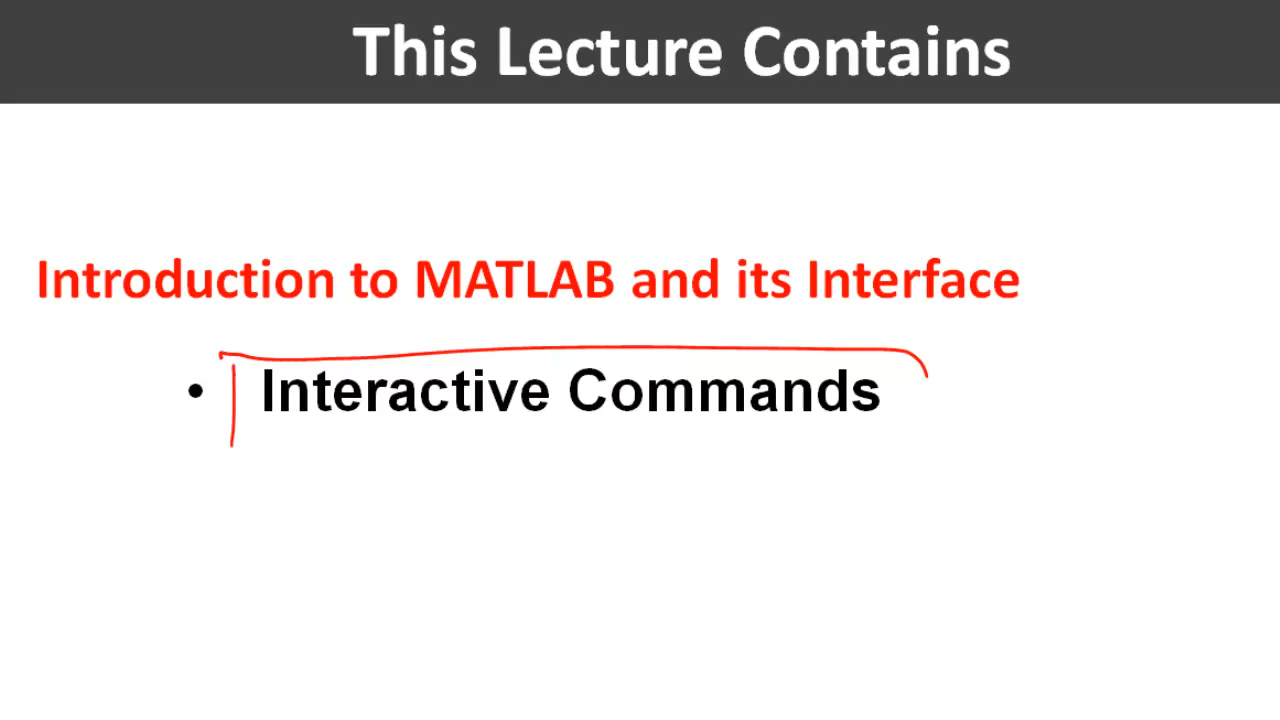 This Lecture Contains
Introduction to MATLAB and its Interface
• Interactive Commands